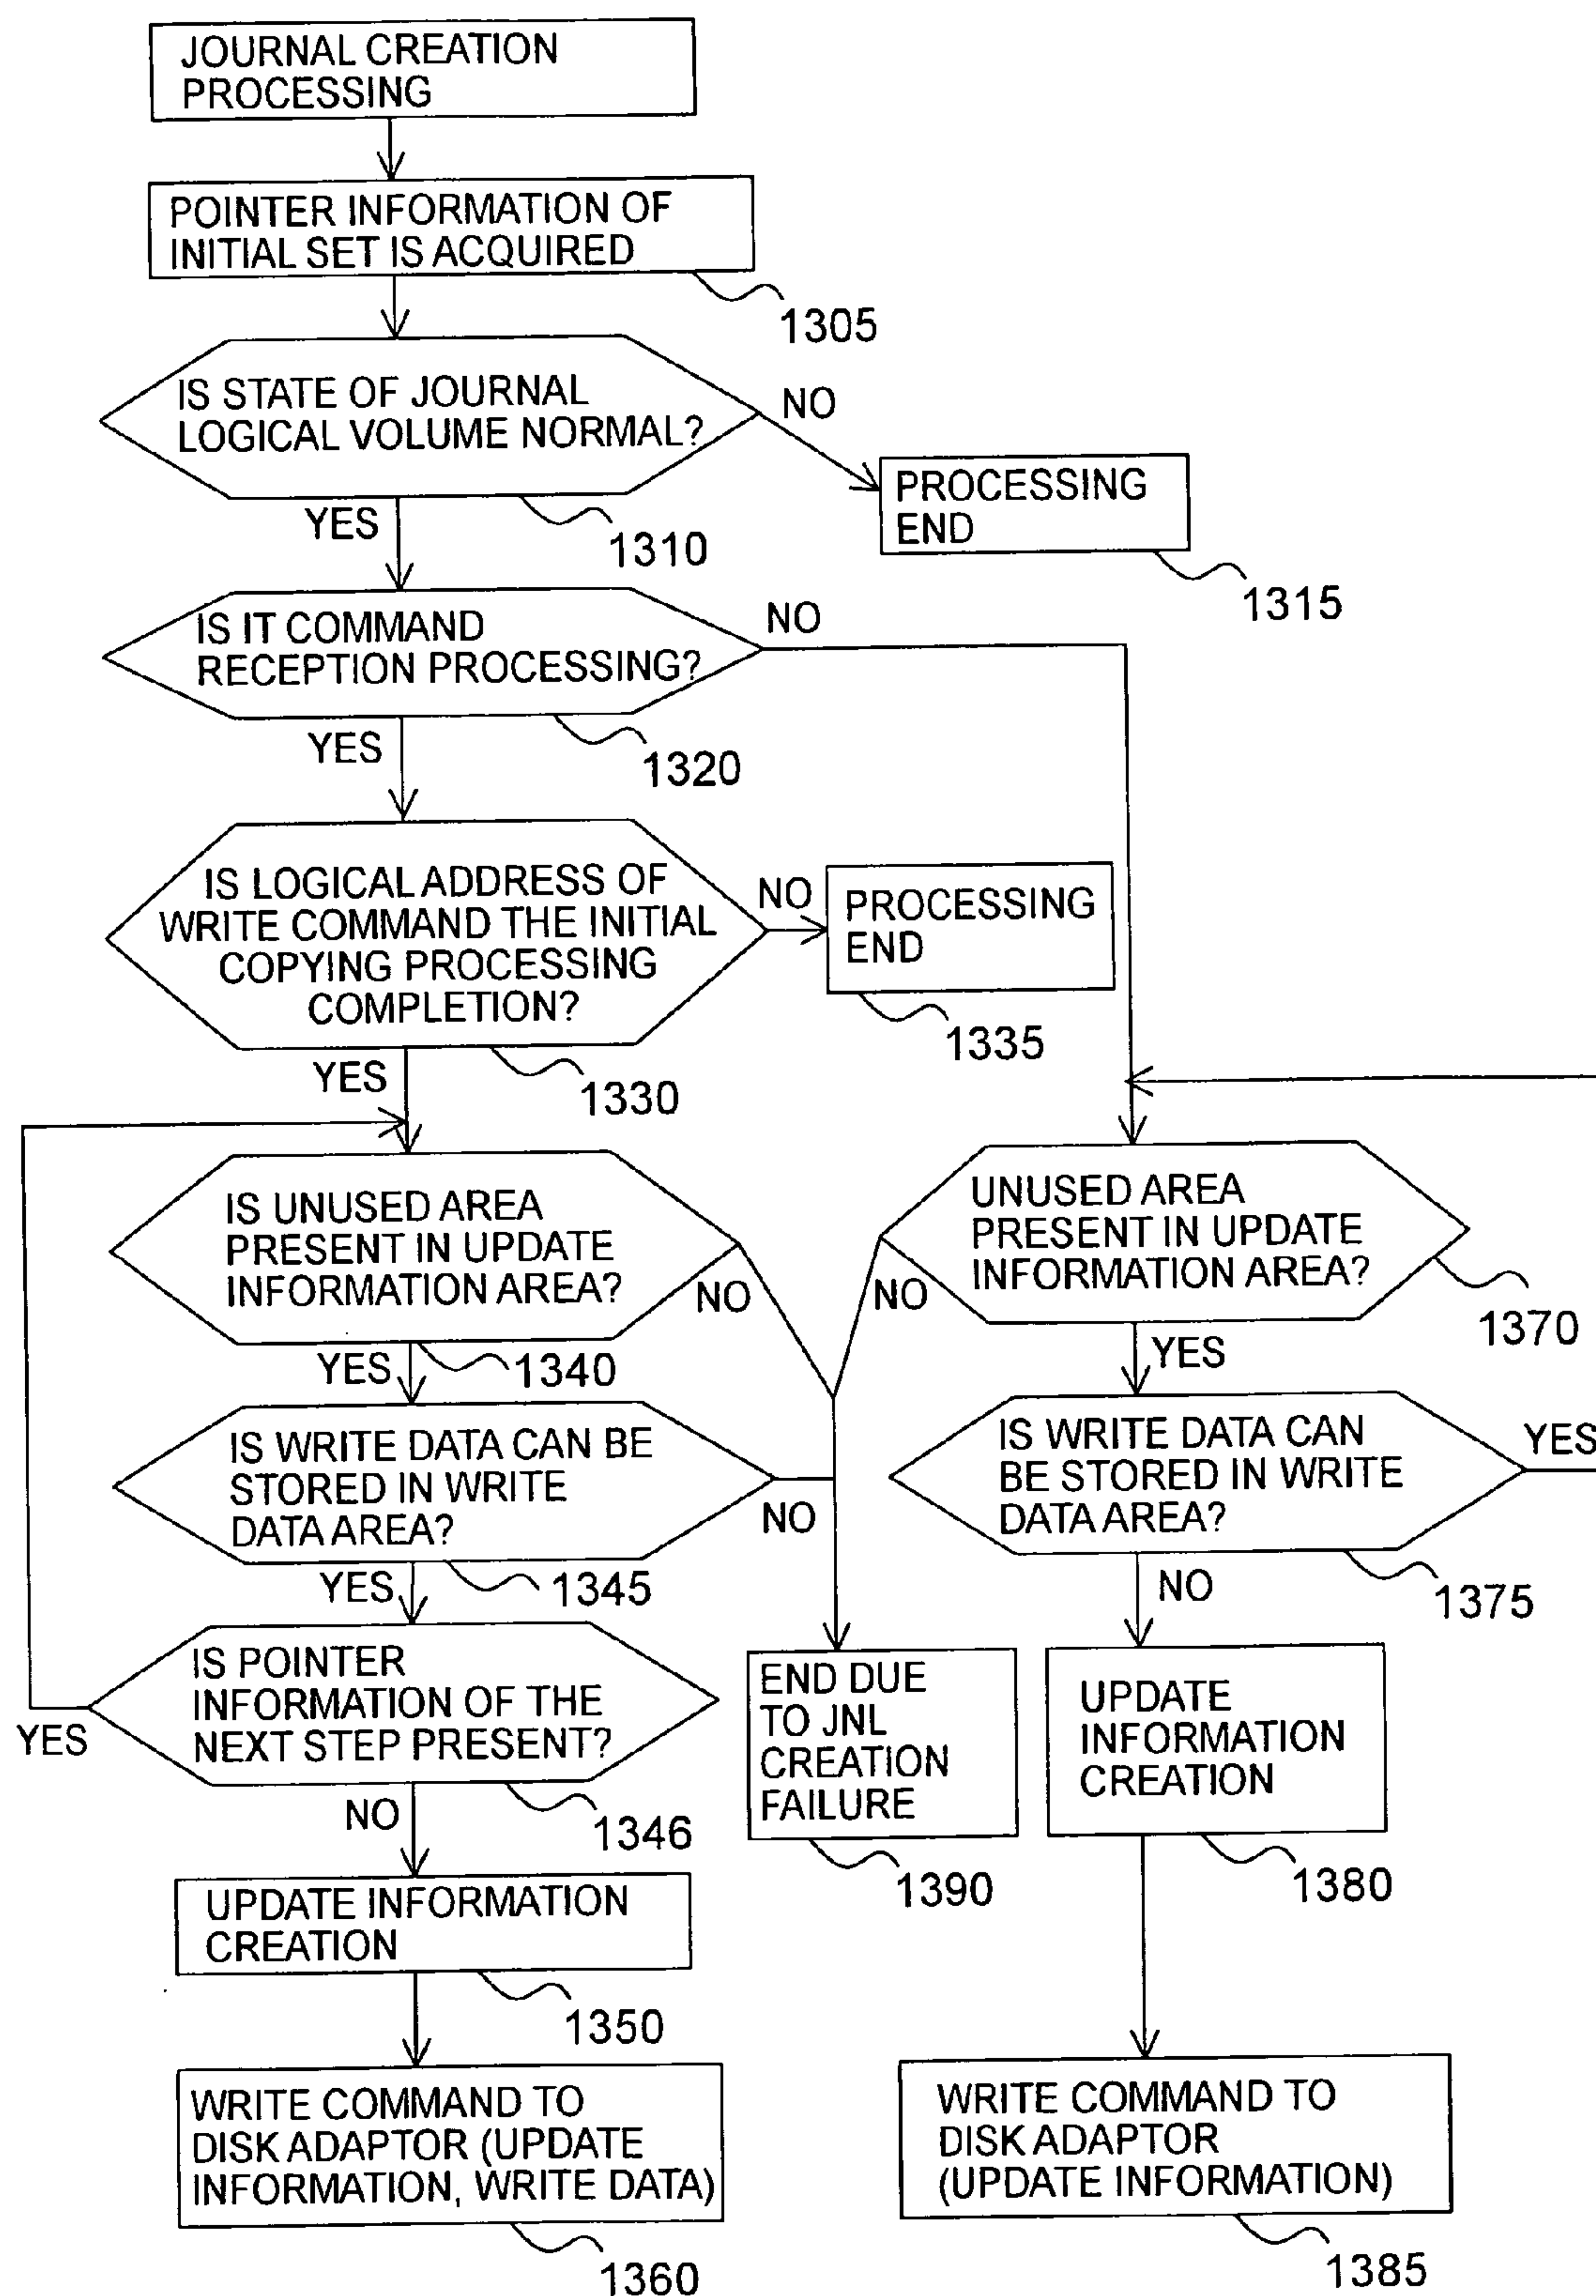 JOURNAL CREATION
PROCESSING
POINTER INFORMATION OF
INITIAL SET IS ACQUIRED
1305
IS STATE OF JOURNAL
LOGICAL VOLUME NORMAL?
NO
YES
1310
PROCESSING
END
1315
IS IT COMMAND
RECEPTION PROCESSING?
NO
YES
1320
IS LOGICAL ADDRESS OF
WRITE COMMAND THE INITIAL
COPYING PROCESSING
COMPLETION?
NO
PROCESSING
END
1335
YES
1330
IS UNUSED AREA
PRESENT IN UPDATE
INFORMATION AREA?
NO
YES
1340
UNUSED AREA
PRESENT IN UPDATE
INFORMATION AREA?
NO
1370
YES
IS WRITE DATA CAN BE
STORED IN WRITE
DATA AREA?
NO
YES
1345
IS WRITE DATA CAN
BE STORED IN WRITE
DATA AREA?
YES
NO
1375
IS POINTER
INFORMATION OF THE
NEXT STEP PRESENT?
YES
NO
1346
END DUE
TO JNL
CREATION
FAILURE
1390
UPDATE
INFORMATION
CREATION
1380
UPDATE INFORMATION
CREATION
1350
WRITE COMMAND TO
DISK ADAPTOR (UPDATE
INFORMATION, WRITE DATA)
1360
WRITE COMMAND TO
DISK ADAPTOR
(UPDATE INFORMATION)
1385